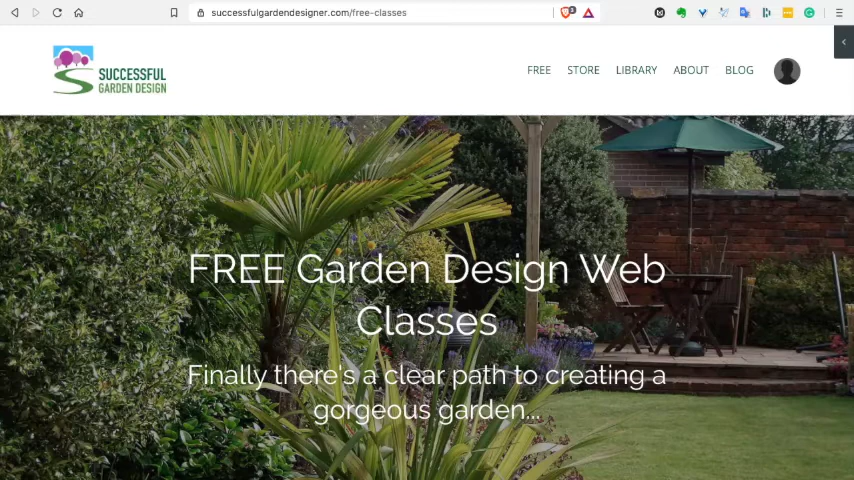 successfulgardendesigner.com/free-classes
SUCCESSFUL
GARDEN DESIGN
FREE STORE LIBRARY ABOUT BLOG
FREE Garden Design Web
Classes
Finally there's a clear path to creating a
gorgeous garden...